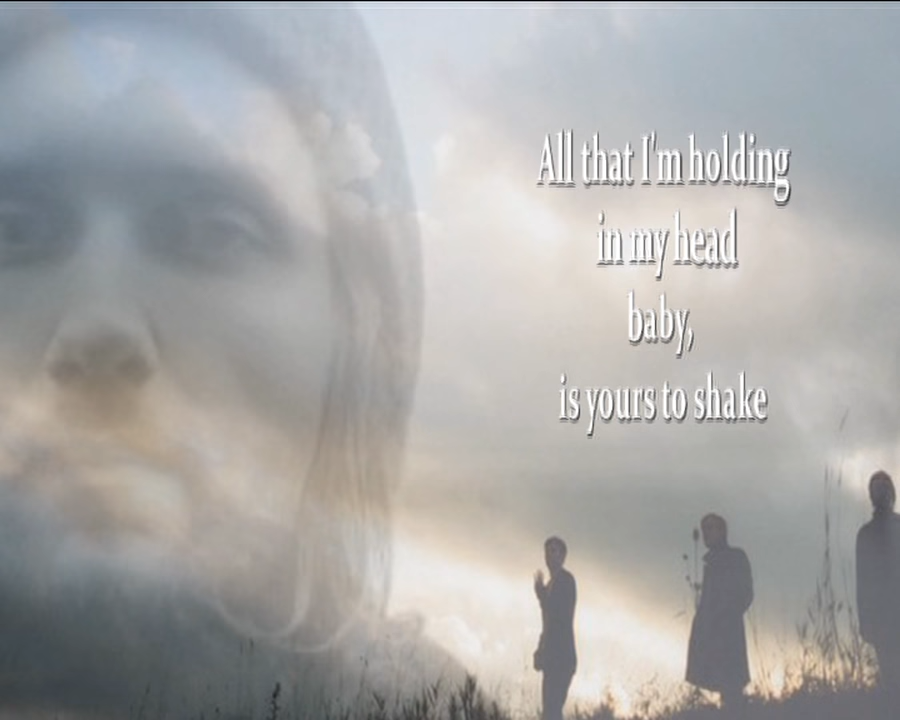 All that I'm holding
in my head
baby,
is yours to shake